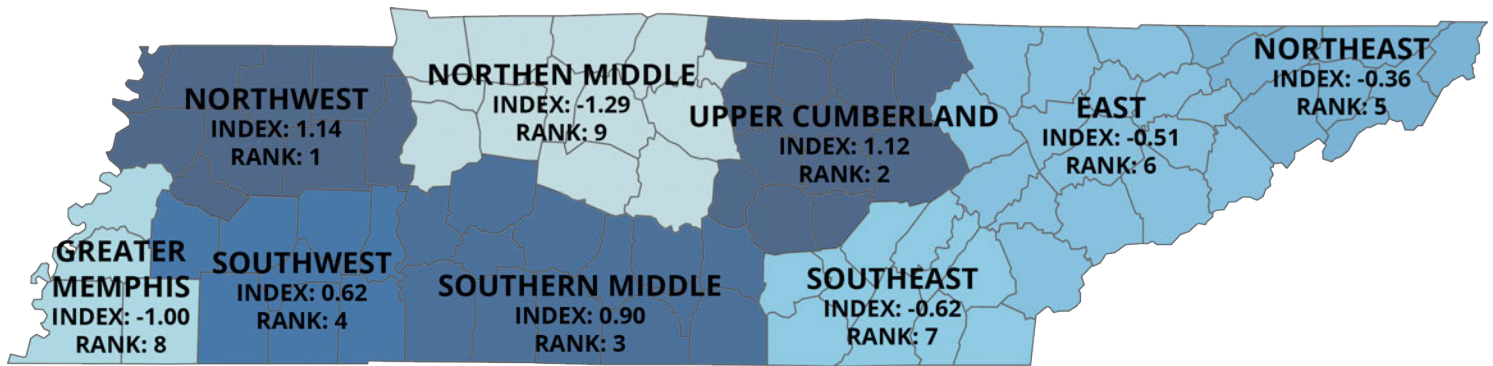 NORTHWEST
INDEX: 1.14
RANK: 1
NORTHEN MIDDLE
INDEX: -1.29
RANK: 9
UPPER CUMBERLAND
INDEX: 1.12
RANK: 2
EAST
INDEX: -0.51
RANK: 6
NORTHEAST
INDEX: -0.36
RANK: 5
GREATER
MEMPHIS
INDEX: -1.00
RANK: 8
SOUTHWEST
INDEX: 0.62
RANK: 4
SOUTHERN MIDDLE
INDEX: 0.90
RANK: 3
SOUTHEAST
INDEX: -0.62
RANK: 7